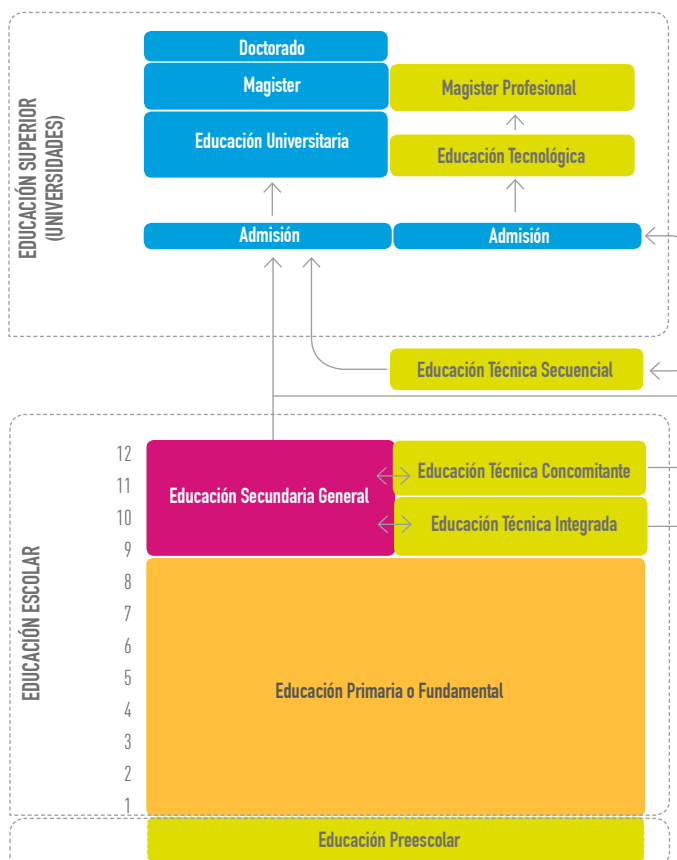 EDUCACIÓN SUPERIOR
(UNIVERSIDADES)
Doctorado
Magister
Magister Profesional
Educación Universitaria
Educación Tecnológica
Admisión
Admisión
Educación Técnica Secuencial
EDUCACIÓN ESCOLAR
12
11
10
9
8
7
6
5
4
3
2
1
Educación Secundaria General
Educación Técnica Concomitante
Educación Técnica Integrada
Educación Primaria o Fundamental
Educación Preescolar